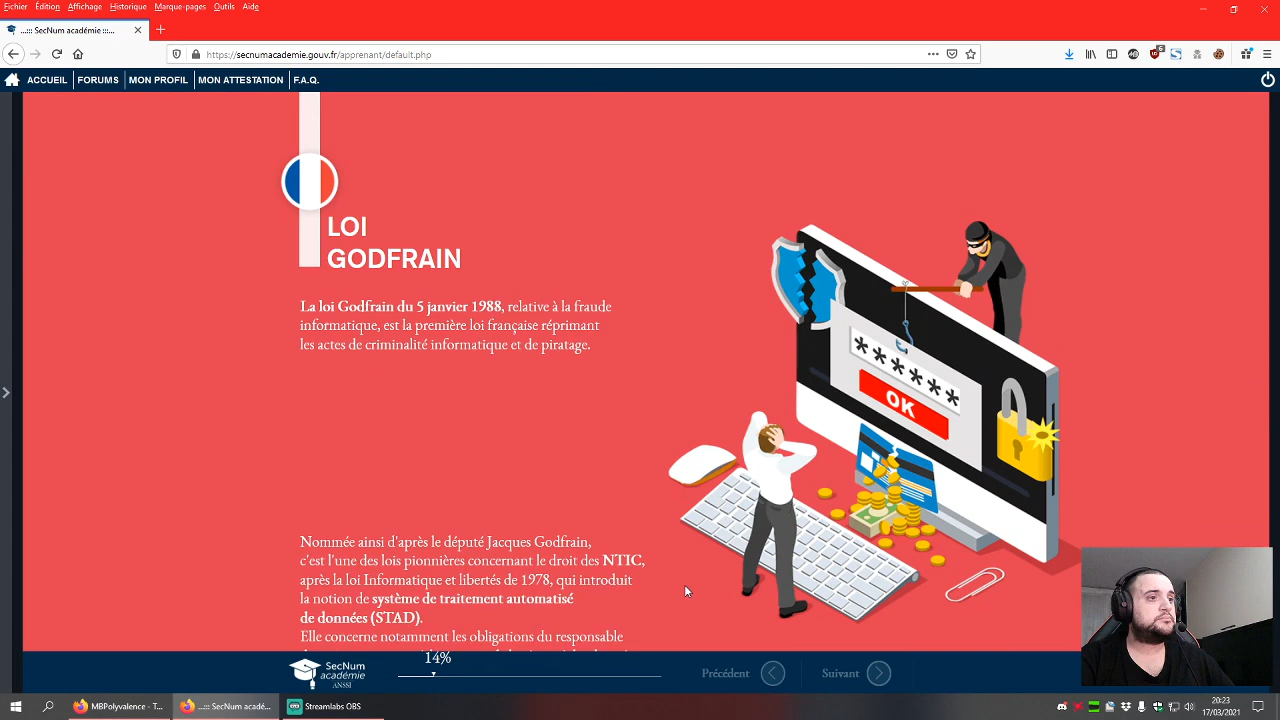 Fichier Édition Affichage Historique Marque-pages Outils Aide
...::: SecNum académie :::...
https://secnumacademie.gouv.fr/apprenant/default.php
ACCUEIL FORUMS MON PROFIL MON ATTESTATION F.A.Q.
LOI
GODFRAIN
La loi Godfrain du 5 janvier 1988, relative à la fraude
informatique, est la première loi française réprimant
les actes de criminalité informatique et de piratage.
******
OK
Nommée ainsi d'après le député Jacques Godfrain,
c'est l'une des lois pionnières concernant le droit des NTIC,
après la loi Informatique et libertés de 1978, qui introduit
la notion de système de traitement automatisé
de données (STAD).
Elle concerne notamment les obligations du responsable
SecNum
académie
ANSSI
14%
Précédent Suivant
MBPolyvalence - T... ...::: SecNum acadé... Streamlabs OBS
20:23
17/03/2021